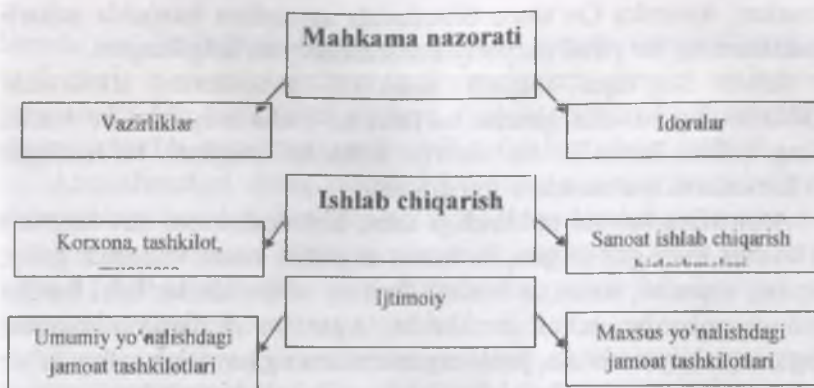 Mahkama nazorati
Vazirliklar
Idoralar
Ishlab chiqarish
Korxona, tashkilot,
Sanoat ishlab chiqarish
Ijtimoiy
Umumiy yo'nalishdagi
jamoat tashkilotlari
Maxsus yo'nalishdagi
jamoat tashkilotlari